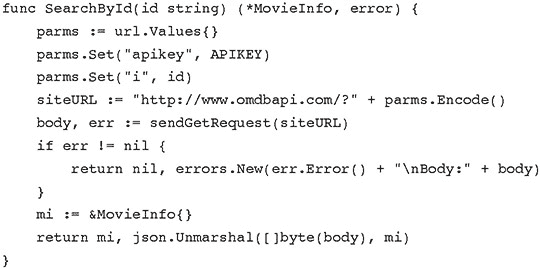 func SearchById(id string) (*MovieInfo, error) {
    parms := url.Values{}
    parms.Set("apikey", APIKEY)
    parms.Set("i", id)
    siteURL := "http://www.omdbapi.com/?" + parms.Encode()
    body, err := sendGetRequest(siteURL)
    if err != nil {
        return nil, errors.New(err.Error() + "\nBody:" + body)
    }
    mi := &MovieInfo{}
    return mi, json.Unmarshal([]byte(body), mi)
}